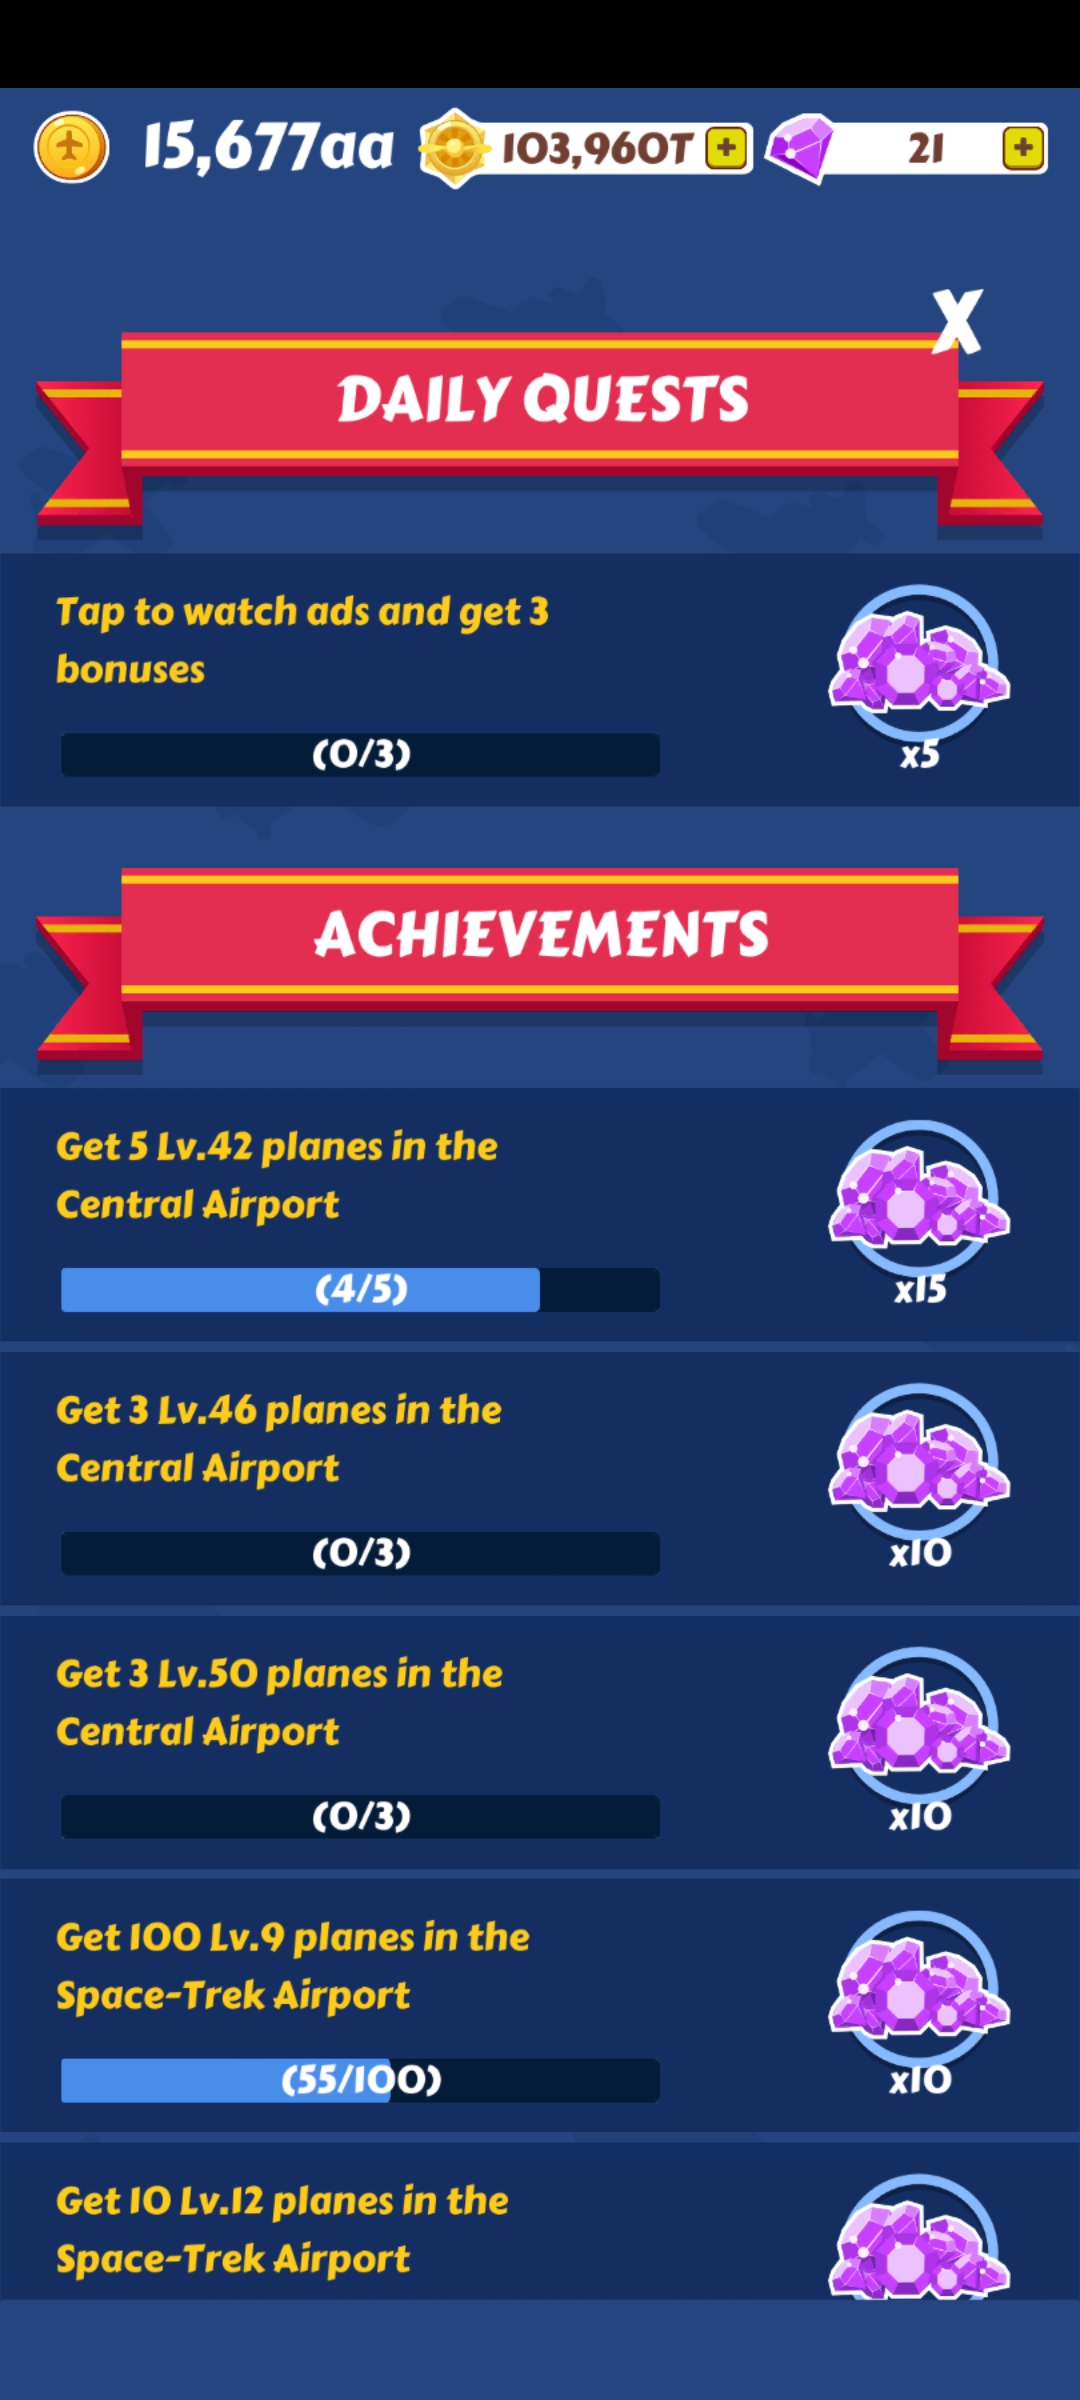 15,677aa 103,960T + 21 +
X
DAILY QUESTS
Tap to watch ads and get 3
bonuses
(0/3)
x5
ACHIEVEMENTS
Get 5 Lv.42 planes in the
Central Airport
(4/5)
x15
Get 3 Lv.46 planes in the
Central Airport
(0/3)
x10
Get 3 Lv.50 planes in the
Central Airport
(0/3)
x10
Get 100 Lv.9 planes in the
Space-Trek Airport
(55/100)
x10
Get 10 Lv.12 planes in the
Space-Trek Airport